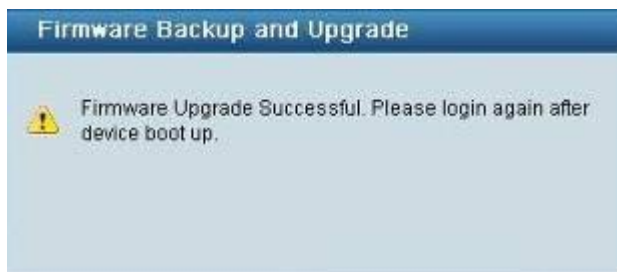 Firmware Backup and Upgrade
Firmware Upgrade Successful. Please login again after
device boot up.